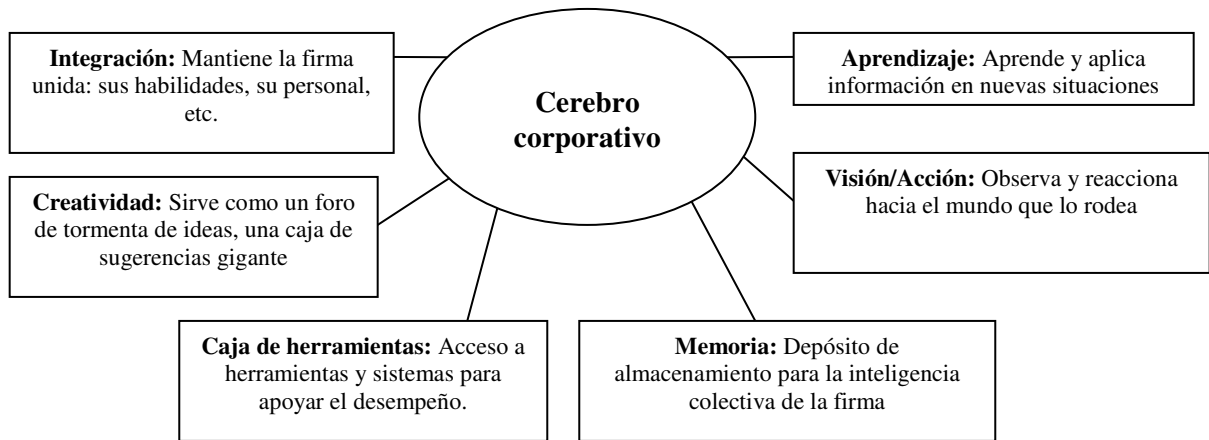 Integración: Mantiene la firma
unida: sus habilidades, su personal,
etc.
Cerebro
corporativo
Aprendizaje: Aprende y aplica
información en nuevas situaciones
Creatividad: Sirve como un foro
de tormenta de ideas, una caja de
sugerencias gigante
Visión/Acción: Observa y reacciona
hacia el mundo que lo rodea
Caja de herramientas: Acceso a
herramientas y sistemas para
apoyar el desempeño.
Memoria: Depósito de
almacenamiento para la inteligencia
colectiva de la firma